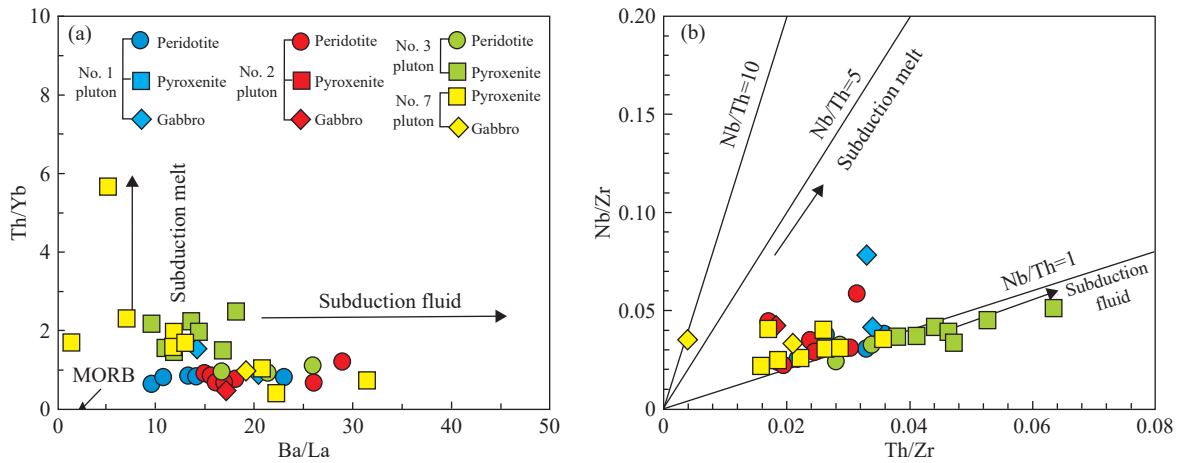 (a)
10
8
6
4
2
0
Th/Yb
0
10
20
30
40
50
Ba/La
No. 1
pluton
Peridotite
Pyroxenite
Gabbro
No. 2
pluton
Peridotite
Pyroxenite
Gabbro
No. 3
pluton
Peridotite
Pyroxenite
No. 7
pluton
Pyroxenite
Gabbro
Subduction melt
Subduction fluid
MORB
(b)
0.20
0.15
0.10
0.05
0.00
Nb/Zr
0
0.02
0.04
0.06
0.08
Th/Zr
Nb/Th=10
Nb/Th=5
Subduction melt
Nb/Th=1
Subduction
fluid